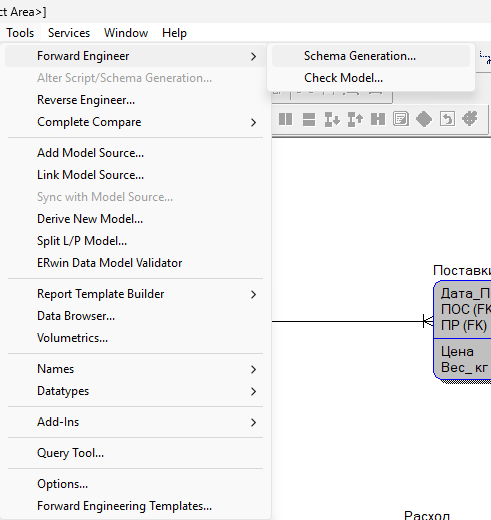 ct Area>]
Tools Services Window Help
Forward Engineer
Schema Generation...
Check Model...
Alter Script/Schema Generation...
Reverse Engineer...
Complete Compare
Add Model Source...
Link Model Source...
Sync with Model Source...
Derive New Model...
Split L/P Model...
ERwin Data Model Validator
Report Template Builder
Data Browser...
Volumetrics...
Names
Datatypes
Add-Ins
Query Tool...
Options...
Forward Engineering Templates...
Поставки
Дата_П
ПОС (FK
ПР (FK)
Цена
Вес_ кг
Расход